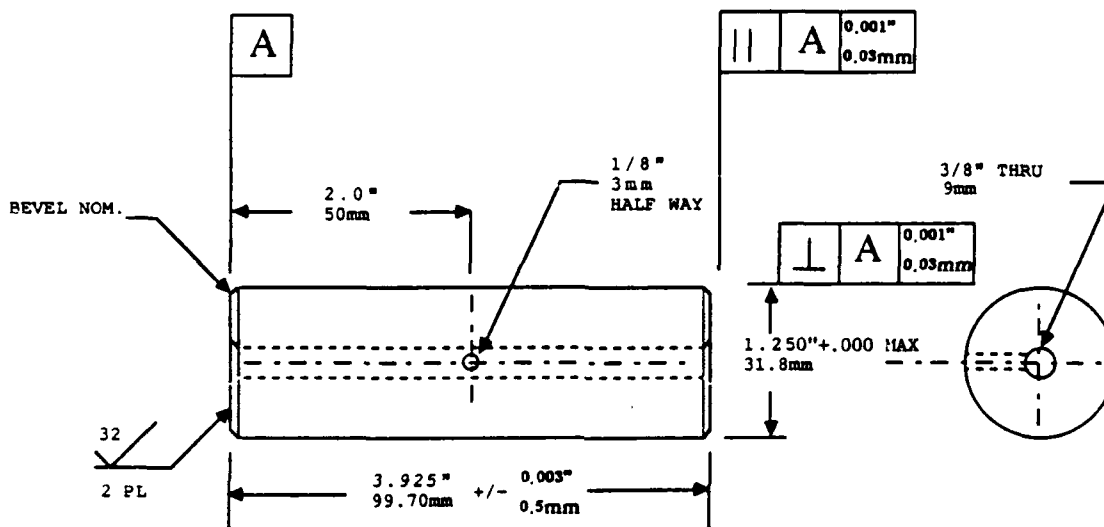 A
|| A 0.001"
0.03mm
1/8"
3mm
HALF WAY
3/8" THRU
9mm
2.0"
50mm
BEVEL NOM.
⊥ A 0.001"
0.03mm
1.250"+.000 MAX
31.8mm
32
2 PL
3.925" +/- 0.003"
99.70mm 0.5mm